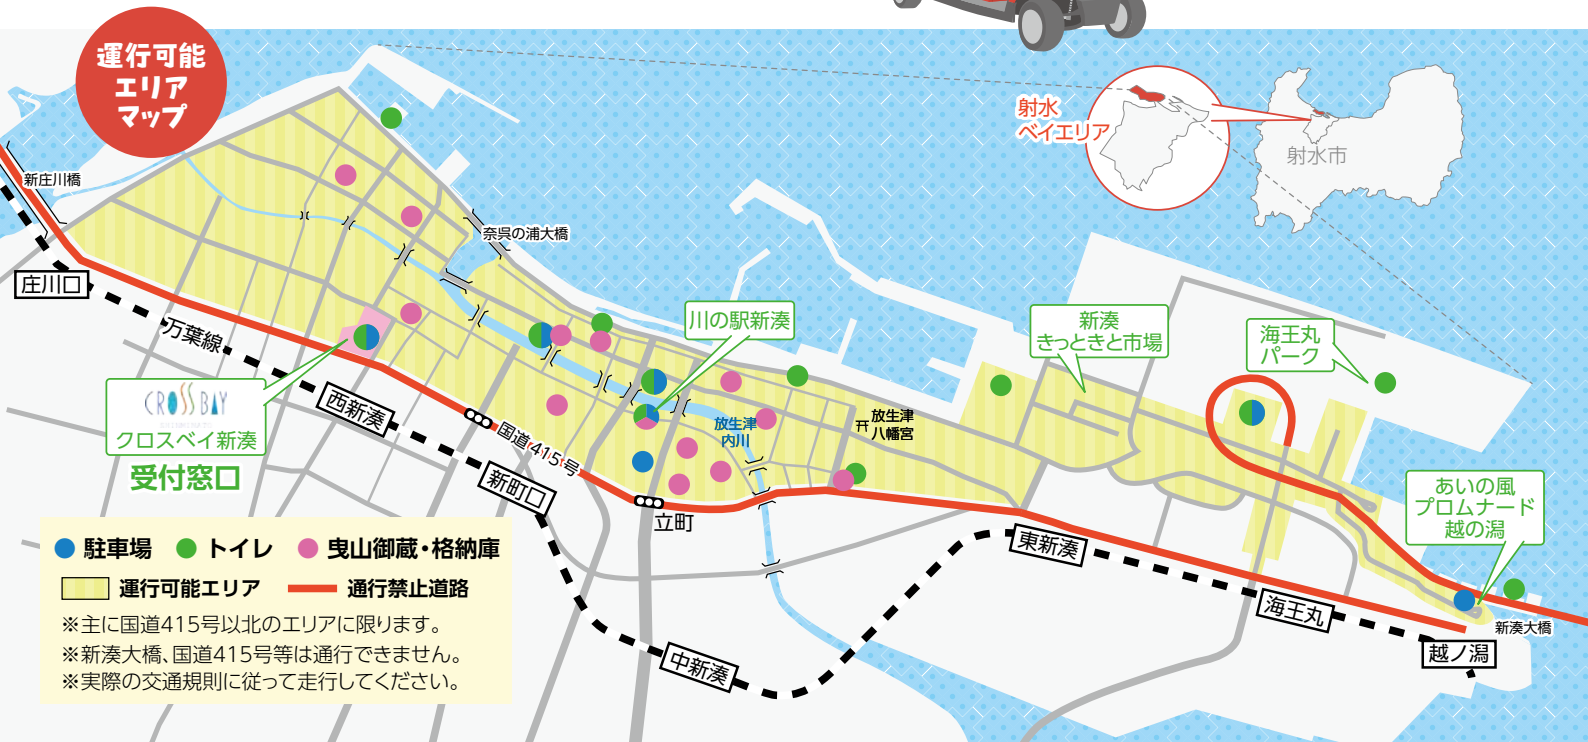 運行可能
エリア
マップ
射水
ベイエリア
射水市
新庄川橋
奈呉の浦大橋
庄川口
万葉線
川の駅新湊
新湊
きっときと市場
海王丸
パーク
CROSS BAY
クロスベイ新湊
受付窓口
西新湊
国道415号
放生津
内川
放生津
八幡宮
新町口
立町
あいの風
プロムナード
越の潟
東新湊
海王丸
新湊大橋
越ノ潟
中新湊
駐車場
トイレ
曳山御蔵・格納庫
運行可能エリア
通行禁止道路
※主に国道415号以北のエリアに限ります。
※新湊大橋、国道415号等は通行できません。
※実際の交通規則に従って走行してください。